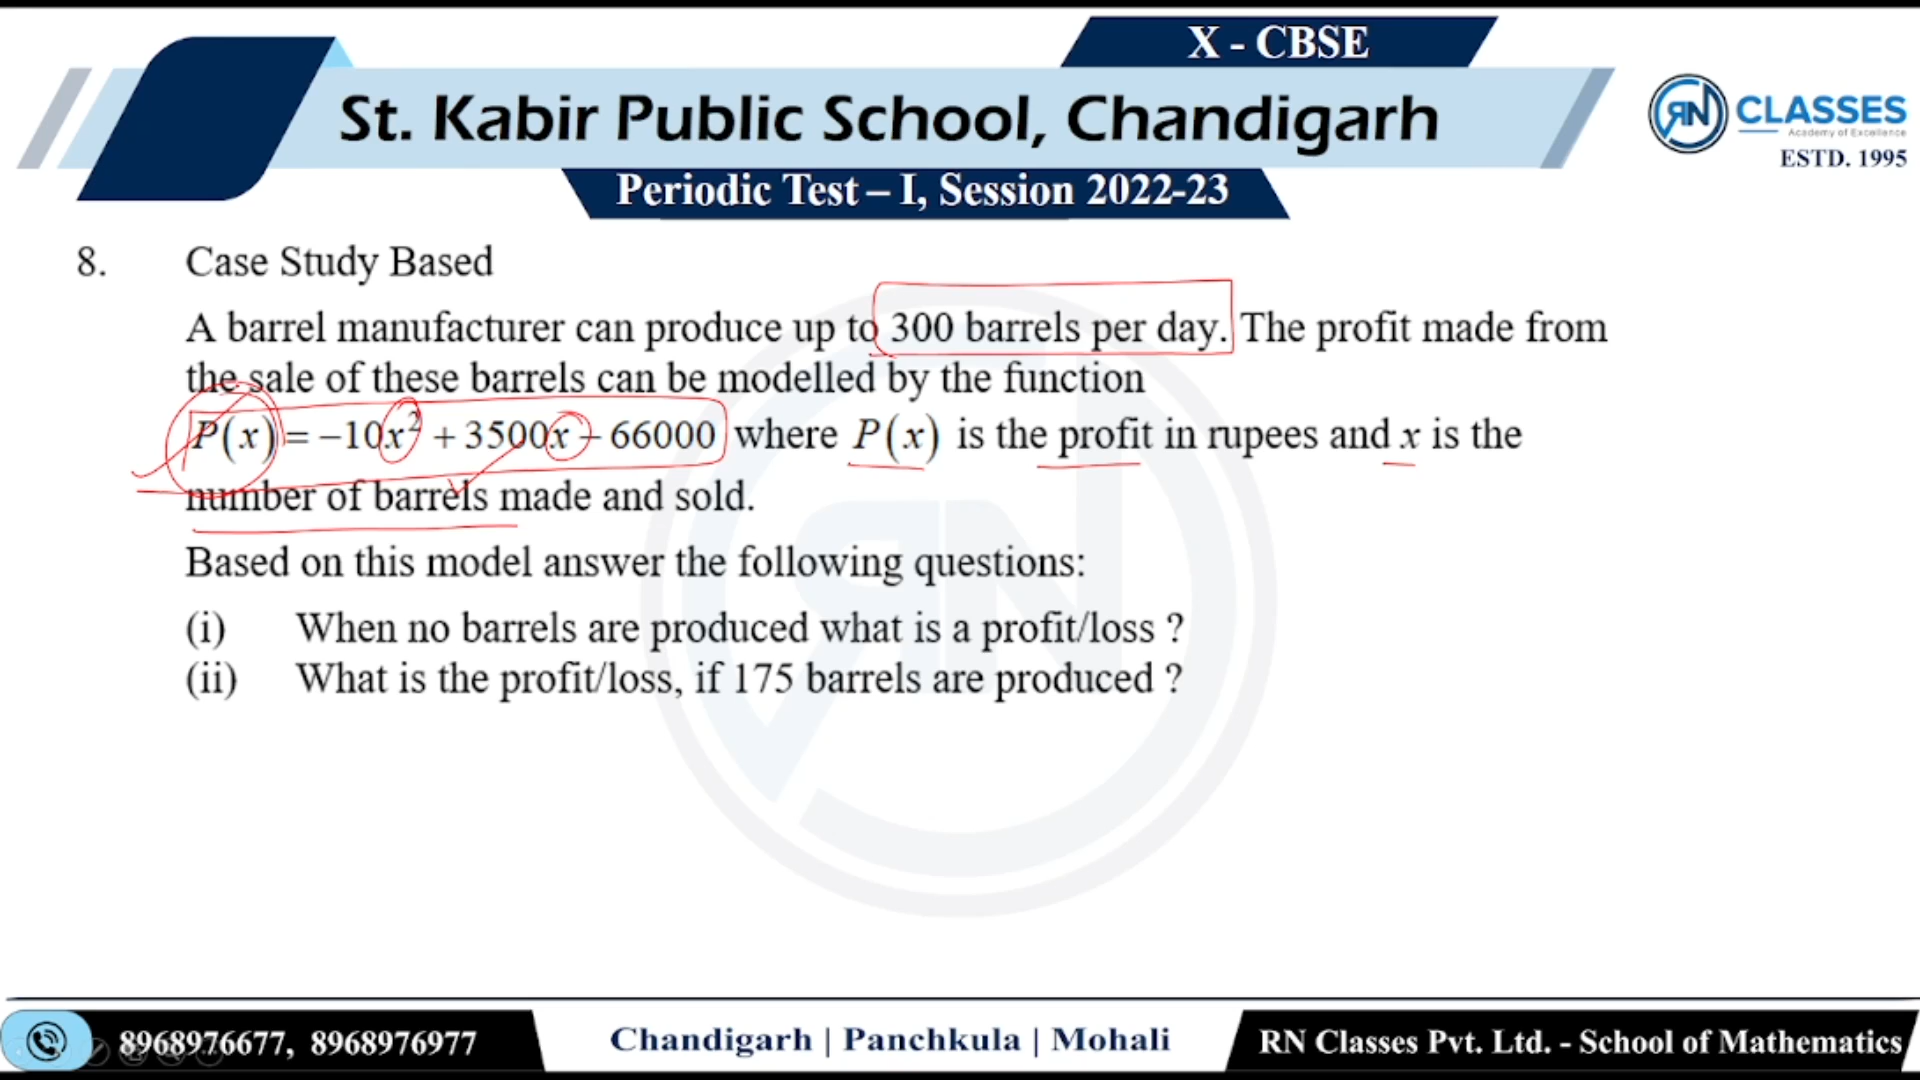 X - CBSE
St. Kabir Public School, Chandigarh
RN CLASSES
Academy of Excellence
ESTD. 1995
Periodic Test – I, Session 2022-23
8. Case Study Based
A barrel manufacturer can produce up to 300 barrels per day. The profit made from
the sale of these barrels can be modelled by the function
P(x) = −10x² + 3500x − 66000 where P(x) is the profit in rupees and x is the
number of barrels made and sold.
Based on this model answer the following questions:
(i) When no barrels are produced what is a profit/loss ?
(ii) What is the profit/loss, if 175 barrels are produced ?
8968976677, 8968976977
Chandigarh | Panchkula | Mohali
RN Classes Pvt. Ltd. - School of Mathematics